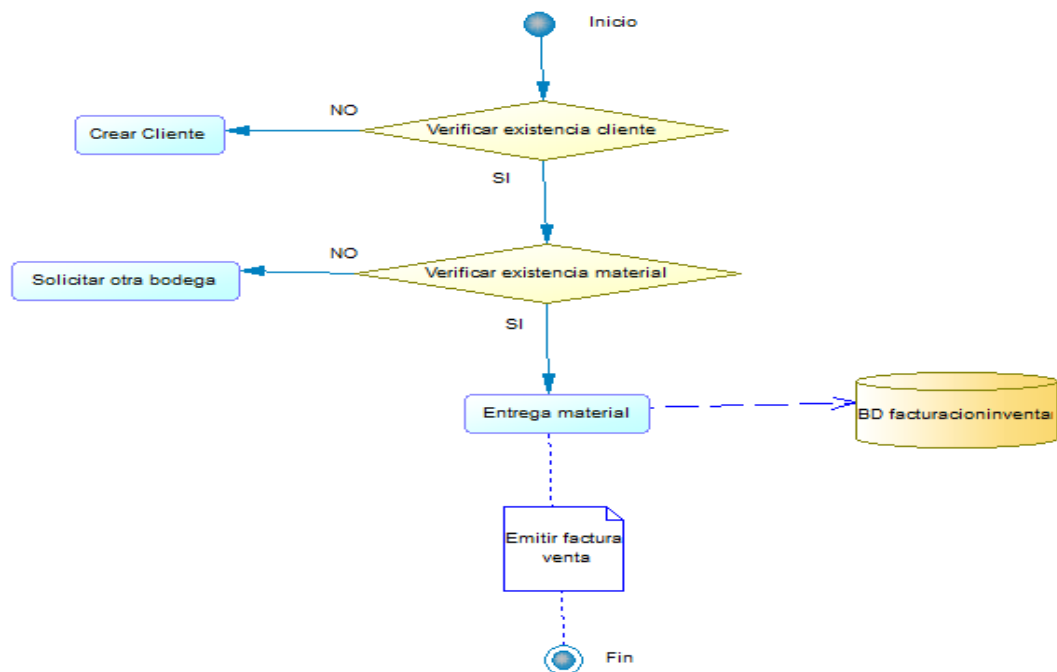 Inicio
NO
Verificar existencia cliente
Crear Cliente
SI
NO
Verificar existencia material
Solicitar otra bodega
SI
Entrega material
BD facturacioninventa
Emitir factura
venta
Fin